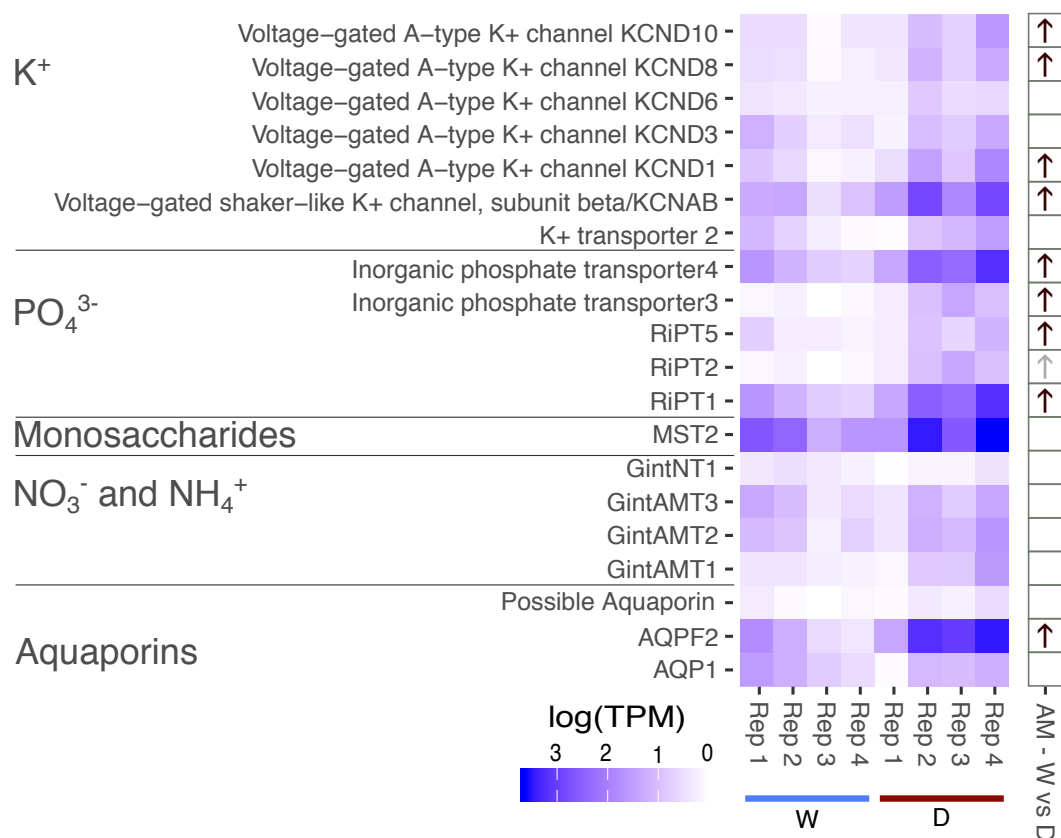 K⁺
Voltage−gated A−type K+ channel KCND10
Voltage−gated A−type K+ channel KCND8
Voltage−gated A−type K+ channel KCND6
Voltage−gated A−type K+ channel KCND3
Voltage−gated A−type K+ channel KCND1
Voltage−gated shaker−like K+ channel, subunit beta/KCNAB
K+ transporter 2
PO₄³⁻
Inorganic phosphate transporter4
Inorganic phosphate transporter3
RiPT5
RiPT2
RiPT1
Monosaccharides
MST2
NO₃⁻ and NH₄⁺
GintNT1
GintAMT3
GintAMT2
GintAMT1
Aquaporins
Possible Aquaporin
AQPF2
AQP1
↑
↑
↑
↑
↑
↑
↑
↑
↑
↑
log(TPM)
3 2 1 0
Rep 1
Rep 2
Rep 3
Rep 4
Rep 1
Rep 2
Rep 3
Rep 4
W
D
AM - W vs D